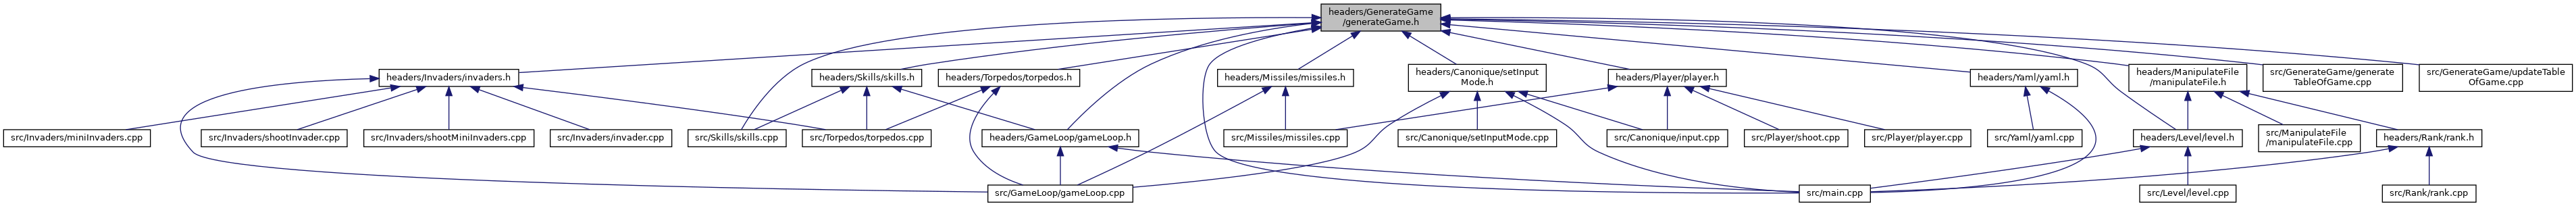 headers/GenerateGame
/generateGame.h
headers/Invaders/invaders.h
headers/Skills/skills.h
headers/Torpedos/torpedos.h
headers/Missiles/missiles.h
headers/Canonique/setInput
Mode.h
headers/Player/player.h
headers/Yaml/yaml.h
headers/ManipulateFile
/manipulateFile.h
src/GenerateGame/generate
TableOfGame.cpp
src/GenerateGame/updateTable
OfGame.cpp
src/Invaders/miniInvaders.cpp
src/Invaders/shootInvader.cpp
src/Invaders/shootMiniInvaders.cpp
src/Invaders/invader.cpp
src/Skills/skills.cpp
src/Torpedos/torpedos.cpp
headers/GameLoop/gameLoop.h
src/Missiles/missiles.cpp
src/Canonique/setInputMode.cpp
src/Canonique/input.cpp
src/Player/shoot.cpp
src/Player/player.cpp
src/Yaml/yaml.cpp
headers/Level/level.h
src/ManipulateFile
/manipulateFile.cpp
headers/Rank/rank.h
src/GameLoop/gameLoop.cpp
src/main.cpp
src/Level/level.cpp
src/Rank/rank.cpp